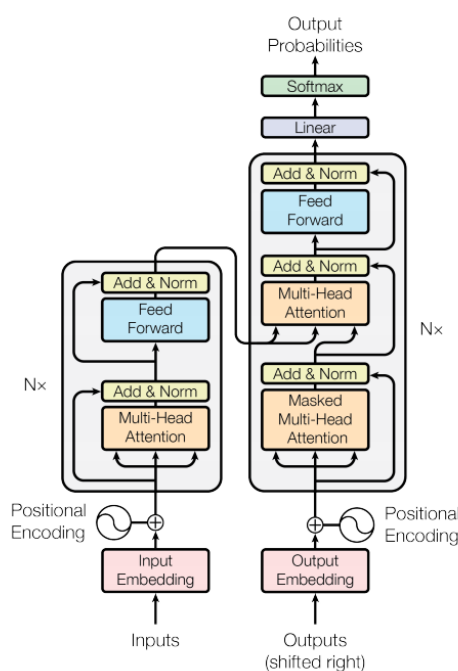 Output
Probabilities
Softmax
Linear
Add & Norm
Feed
Forward
Add & Norm
Multi-Head
Attention
Add & Norm
Masked
Multi-Head
Attention
N×
Add & Norm
Feed
Forward
Add & Norm
Multi-Head
Attention
N×
Positional
Encoding
Positional
Encoding
Input
Embedding
Output
Embedding
Inputs
Outputs
(shifted right)